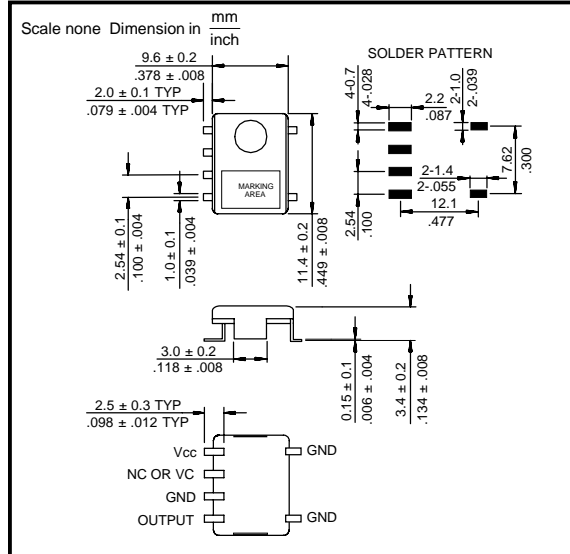 Scale none Dimension in mm
inch
9.6 ± 0.2
.378 ± .008
2.0 ± 0.1 TYP
.079 ± .004 TYP
MARKING
AREA
2.54 ± 0.1
.100 ± .004
1.0 ± 0.1
.039 ± .004
11.4 ± 0.2
.449 ± .008
SOLDER PATTERN
4-0.7
4-.028
2.2
.087
2-1.0
2-.039
7.62
.300
2-1.4
2-.055
2.54
.100
12.1
.477
3.0 ± 0.2
.118 ± .008
0.15 ± 0.1
.006 ± .004
3.4 ± 0.2
.134 ± .008
2.5 ± 0.3 TYP
.098 ± .012 TYP
Vcc
GND
NC OR VC
GND
OUTPUT
GND